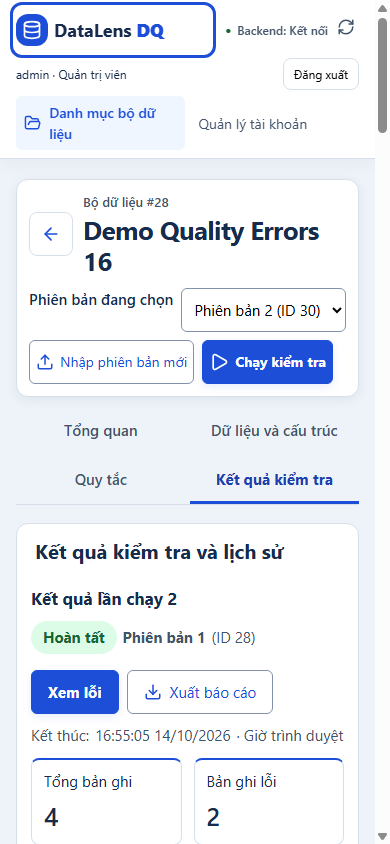 DataLens DQ
Backend: Kết nối
admin · Quản trị viên
Đăng xuất
Danh mục bộ dữ
liệu
Quản lý tài khoản
Bộ dữ liệu #28
Demo Quality Errors
16
Phiên bản đang chọn
Phiên bản 2 (ID 30)
Nhập phiên bản mới
Chạy kiểm tra
Tổng quan
Dữ liệu và cấu trúc
Quy tắc
Kết quả kiểm tra
Kết quả kiểm tra và lịch sử
Kết quả lần chạy 2
Hoàn tất
Phiên bản 1 (ID 28)
Xem lỗi
Xuất báo cáo
Kết thúc: 16:55:05 14/10/2026 · Giờ trình duyệt
Tổng bản ghi
4
Bản ghi lỗi
2